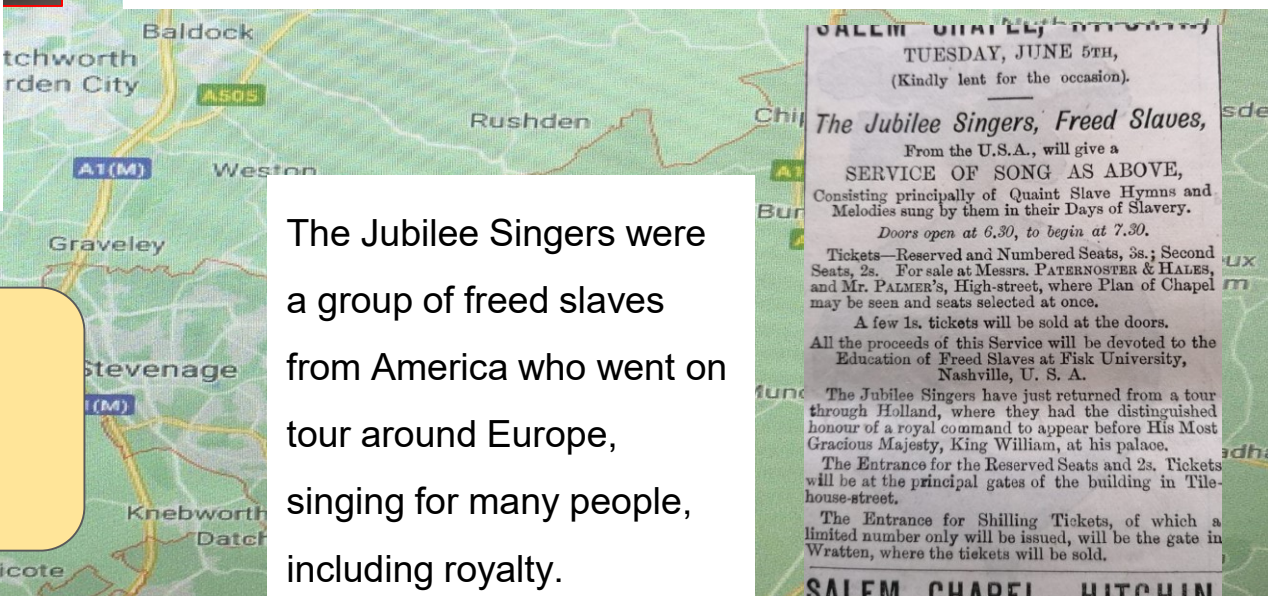 Baldock
tchworth
rden City
A505
Rushden
A1(M)
Weston
Graveley
Stevenage
1(M)
Knebworth
Datch
icote
Chi
sde
A1
Bur
ux
m
Mund
adha
The Jubilee Singers were
a group of freed slaves
from America who went on
tour around Europe,
singing for many people,
including royalty.
SALEM CHAPEL, HITCHIN,
TUESDAY, JUNE 5TH,
(Kindly lent for the occasion).
The Jubilee Singers, Freed Slaves,
From the U.S.A., will give a
SERVICE OF SONG AS ABOVE,
Consisting principally of Quaint Slave Hymns and
Melodies sung by them in their Days of Slavery.
Doors open at 6.30, to begin at 7.30.
Tickets—Reserved and Numbered Seats, 3s.; Second
Seats, 2s. For sale at Messrs. PATERNOSTER & HALES,
and Mr. PALMER's, High-street, where Plan of Chapel
may be seen and seats selected at once.
A few 1s. tickets will be sold at the doors.
All the proceeds of this Service will be devoted to the
Education of Freed Slaves at Fisk University,
Nashville, U. S. A.
The Jubilee Singers have just returned from a tour
through Holland, where they had the distinguished
honour of a royal command to appear before His Most
Gracious Majesty, King William, at his palace.
The Entrance for the Reserved Seats and 2s. Tickets
will be at the principal gates of the building in Tile-
house-street.
The Entrance for Shilling Tickets, of which a
limited number only will be issued, will be the gate in
Wratten, where the tickets will be sold.
SALEM CHAPEL HITCHIN